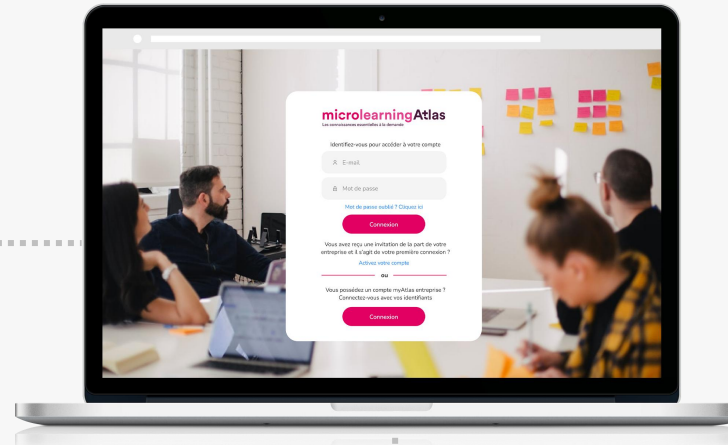 microlearningAtlas
Les connaissances essentielles à la demande
Identifiez-vous pour accéder à votre compte
E-mail
Mot de passe
Mot de passe oublié ? Cliquez ici
Connexion
Vous avez reçu une invitation de la part de votre
entreprise et il s'agit de votre première connexion ?
Activez votre compte
ou
Vous possédez un compte myAtlas entreprise ?
Connectez-vous avec vos identifiants
Connexion